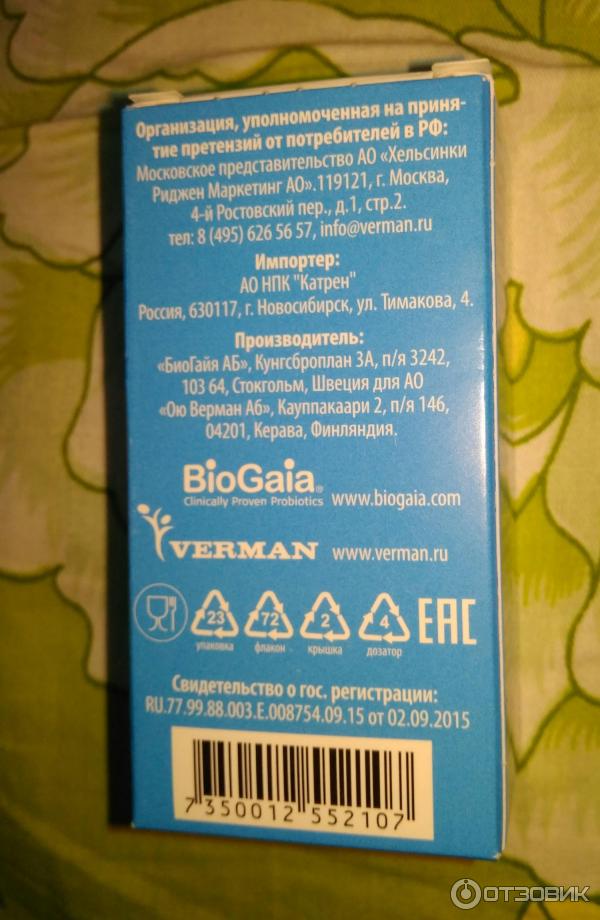 Организация, уполномоченная на приня-
тие претензий от потребителей в РФ:
Московское представительство АО «Хельсинки
Риджен Маркетинг АО».119121, г. Москва,
4-й Ростовский пер., д.1, стр.2.
тел: 8 (495) 626 56 57, info@verman.ru
Импортер:
АО НПК "Катрен"
Россия, 630117, г. Новосибирск, ул. Тимакова, 4.
Производитель:
«БиоГайя АБ», Кунгсброплан 3А, п/я 3242,
103 64, Стокгольм, Швеция для АО
«Ою Верман Аб», Кауппакаари 2, п/я 146,
04201, Керава, Финляндия.
BioGaia®
Clinically Proven Probiotics www.biogaia.com
VERMAN www.verman.ru
23 72 2 4 EAC
упаковка флакон крышка дозатор
Свидетельство о гос. регистрации:
RU.77.99.88.003.E.008754.09.15 от 02.09.2015
7 350012 552107
ОТЗОВИК